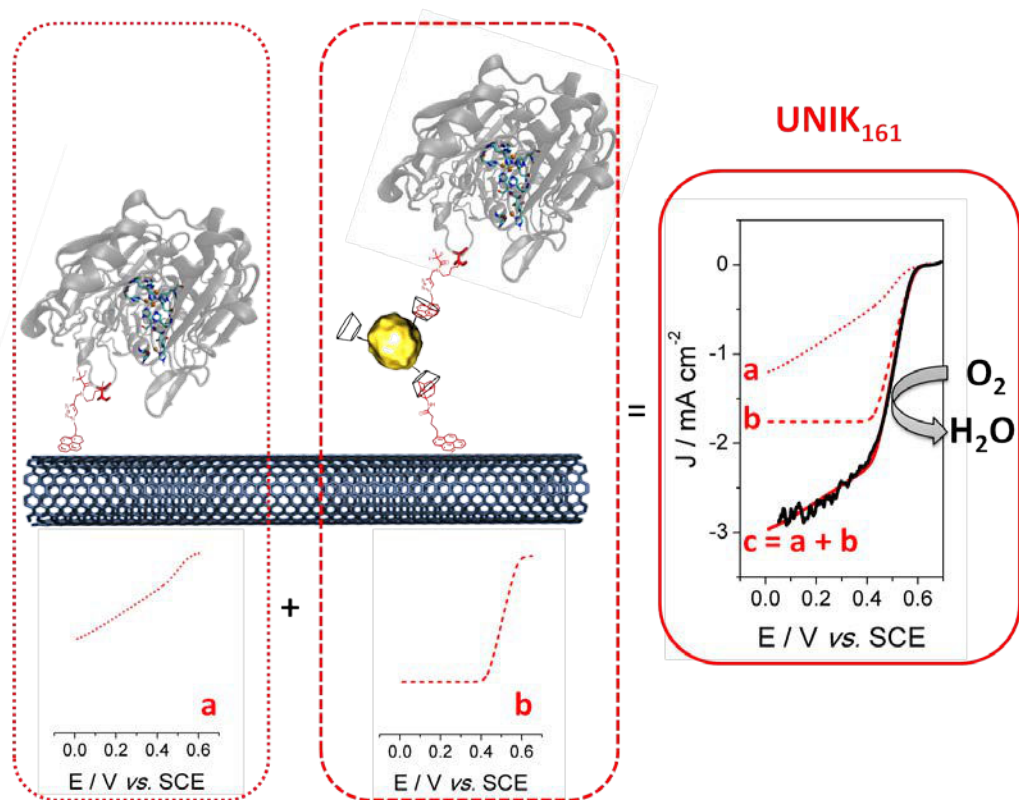 UNIK161
=
0
-1
-2
-3
J / mA cm-2
a
b
c = a + b
O2
H2O
0.0 0.2 0.4 0.6
E / V vs. SCE
+
a
0.0 0.2 0.4 0.6
E / V vs. SCE
b
0.0 0.2 0.4 0.6
E / V vs. SCE